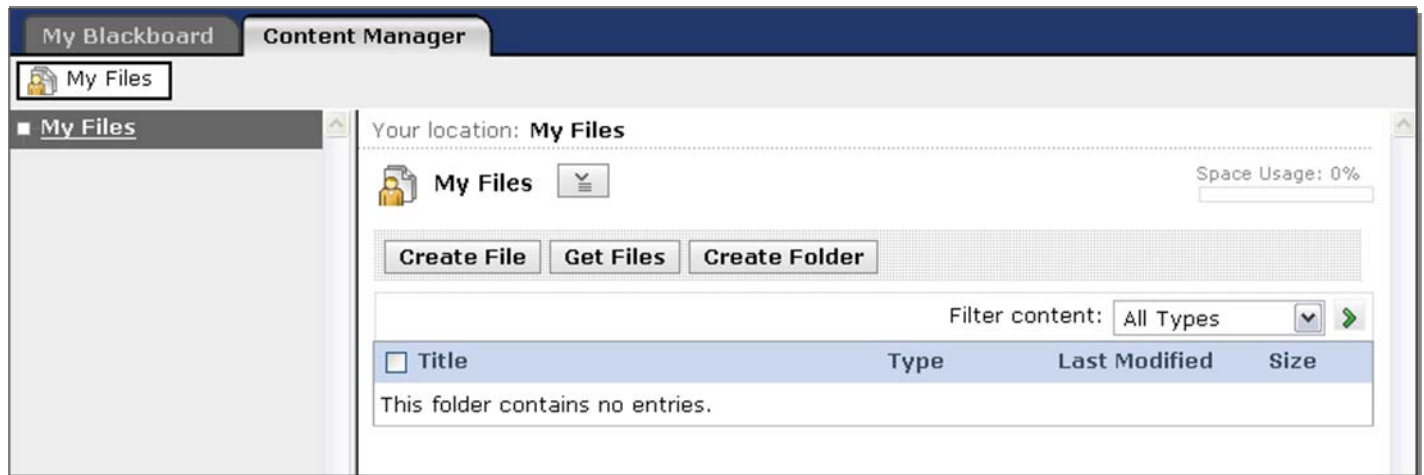 My Blackboard Content Manager
My Files
My Files
Your location: My Files
My Files
Space Usage: 0%
Create File Get Files Create Folder
Filter content: All Types
Title Type Last Modified Size
This folder contains no entries.